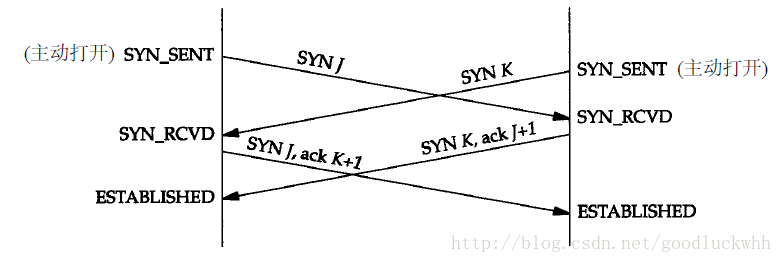 (主动打开) SYN_SENT
SYN J
SYN K
SYN_SENT (主动打开)
SYN_RCVD
SYN_RCVD
SYN J, ack K+1
SYN K, ack J+1
ESTABLISHED
ESTABLISHED
http://blog.csdn.net/goodluckwhh